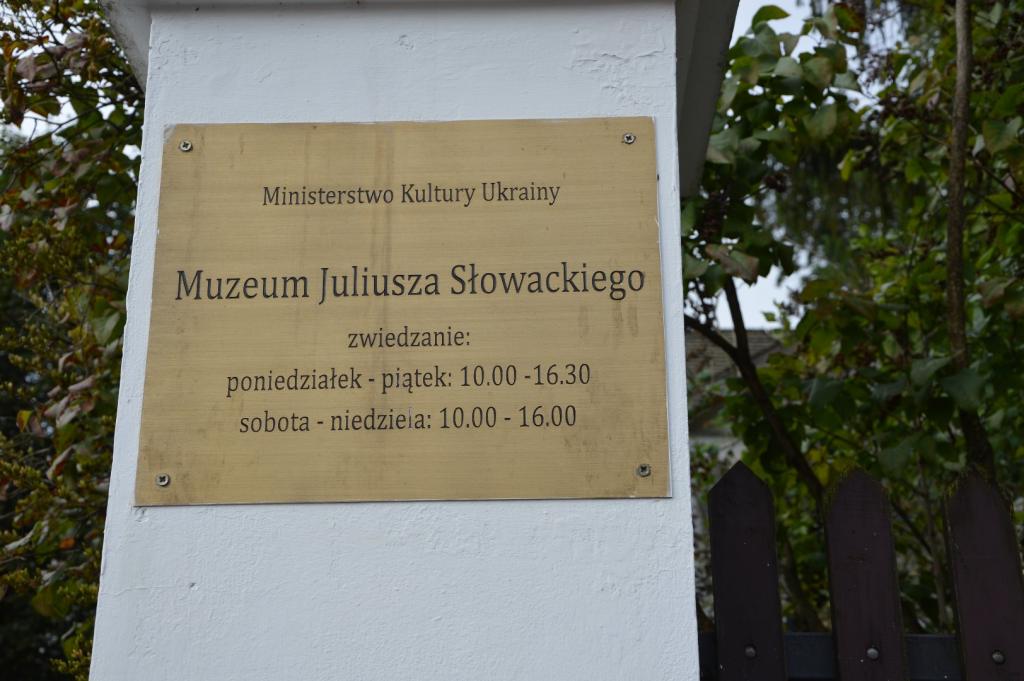 Ministerstwo Kultury Ukrainy
Muzeum Juliusza Słowackiego
zwiedzanie:
poniedziałek - piątek: 10.00 -16.30
sobota - niedziela: 10.00 - 16.00